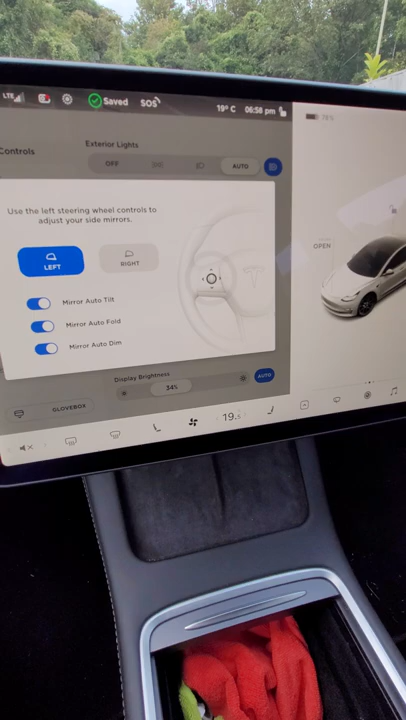 LTE Saved SOS 19°C 06:58 pm
Controls
Exterior Lights
OFF AUTO
Use the left steering wheel controls to
adjust your side mirrors.
LEFT
RIGHT
Mirror Auto Tilt
Mirror Auto Fold
Mirror Auto Dim
OPEN
Display Brightness
34%
AUTO
GLOVEBOX
19.5